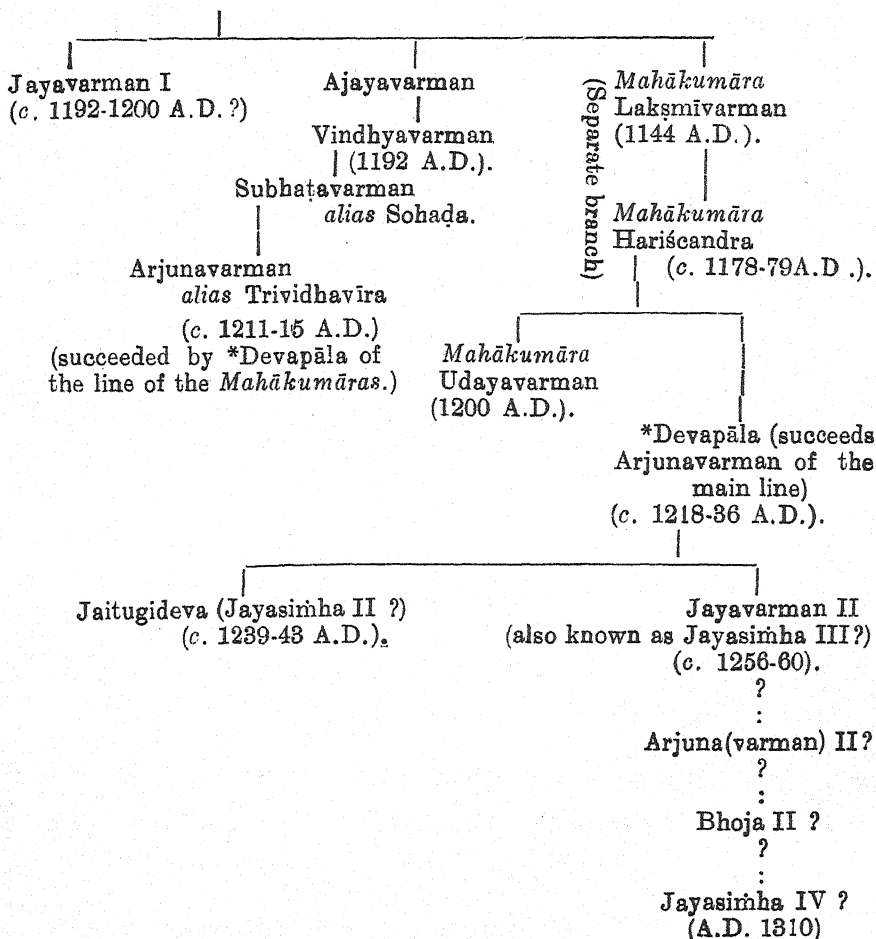 Jayavarman I
(c. 1192-1200 A.D. ?)
Ajayavarman
Vindhyavarman
(1192 A.D.).
Subhaṭavarman
alias Sohaḍa.
Arjunavarman
alias Trividhavīra
(c. 1211-15 A.D.)
(succeeded by *Devapāla of
the line of the Mahākumāras.)
(Separate branch)
Mahākumāra
Lakṣmīvarman
(1144 A.D.).
Mahākumāra
Hariścandra
(c. 1178-79A.D .).
Mahākumāra
Udayavarman
(1200 A.D.).
*Devapāla (succeeds
Arjunavarman of the
main line)
(c. 1218-36 A.D.).
Jaitugideva (Jayasiṁha II ?)
(c. 1239-43 A.D.).
Jayavarman II
(also known as Jayasiṁha III?)
(c. 1256-60).
?
:
Arjuna(varman) II?
?
:
Bhoja II ?
?
:
Jayasiṁha IV ?
(A.D. 1310)